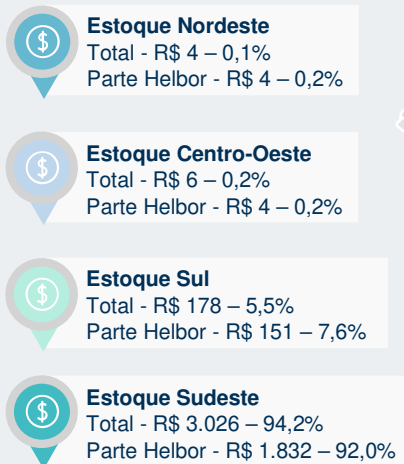 Estoque Nordeste
Total - R$ 4 – 0,1%
Parte Helbor - R$ 4 – 0,2%
Estoque Centro-Oeste
Total - R$ 6 – 0,2%
Parte Helbor - R$ 4 – 0,2%
Estoque Sul
Total - R$ 178 – 5,5%
Parte Helbor - R$ 151 – 7,6%
Estoque Sudeste
Total - R$ 3.026 – 94,2%
Parte Helbor - R$ 1.832 – 92,0%